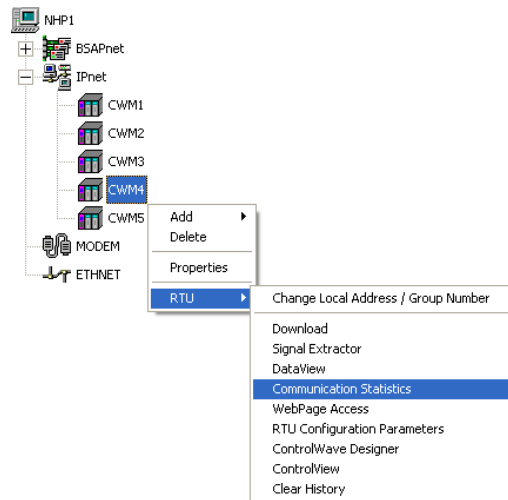 NHP1
BSAPnet
IPnet
CWM1
CWM2
CWM3
CWM4
CWM5
MODEM
ETHNET
Add
Delete
Properties
RTU
Change Local Address / Group Number
Download
Signal Extractor
DataView
Communication Statistics
WebPage Access
RTU Configuration Parameters
ControlWave Designer
ControlView
Clear History